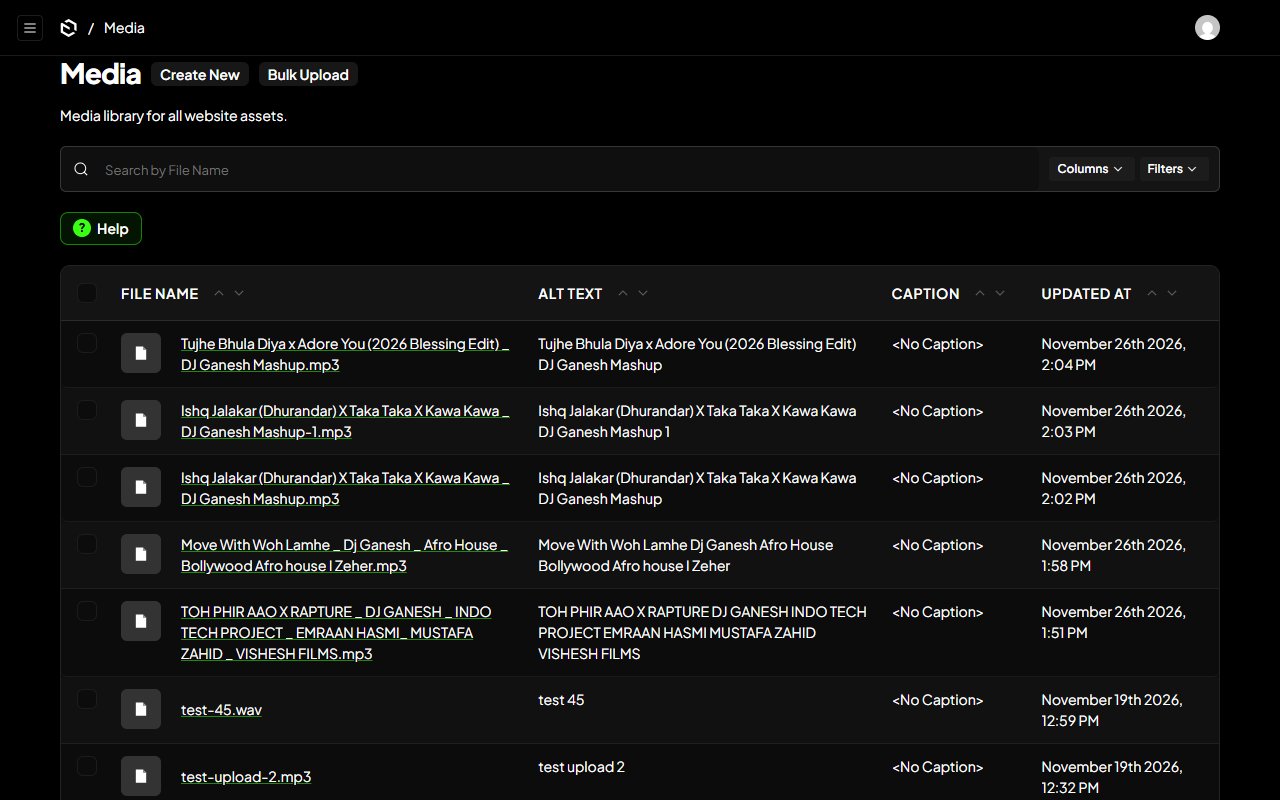 / Media
Media Create New Bulk Upload
Media library for all website assets.
Search by File Name Columns Filters
? Help
FILE NAME ALT TEXT CAPTION UPDATED AT
Tujhe Bhula Diya x Adore You (2026 Blessing Edit) _ Tujhe Bhula Diya x Adore You (2026 Blessing Edit) <No Caption> November 26th 2026,
DJ Ganesh Mashup.mp3 DJ Ganesh Mashup 2:04 PM
Ishq Jalakar (Dhurandar) X Taka Taka X Kawa Kawa _ Ishq Jalakar (Dhurandar) X Taka Taka X Kawa Kawa <No Caption> November 26th 2026,
DJ Ganesh Mashup-1.mp3 DJ Ganesh Mashup 1 2:03 PM
Ishq Jalakar (Dhurandar) X Taka Taka X Kawa Kawa _ Ishq Jalakar (Dhurandar) X Taka Taka X Kawa Kawa <No Caption> November 26th 2026,
DJ Ganesh Mashup.mp3 DJ Ganesh Mashup 2:02 PM
Move With Woh Lamhe _ Dj Ganesh _ Afro House _ Move With Woh Lamhe Dj Ganesh Afro House <No Caption> November 26th 2026,
Bollywood Afro house l Zeher.mp3 Bollywood Afro house l Zeher 1:58 PM
TOH PHIR AAO X RAPTURE _ DJ GANESH _ INDO TOH PHIR AAO X RAPTURE DJ GANESH INDO TECH <No Caption> November 26th 2026,
TECH PROJECT _ EMRAAN HASMI_ MUSTAFA PROJECT EMRAAN HASMI MUSTAFA ZAHID 1:51 PM
ZAHID _ VISHESH FILMS.mp3 VISHESH FILMS
test-45.wav test 45 <No Caption> November 19th 2026,
12:59 PM
test-upload-2.mp3 test upload 2 <No Caption> November 19th 2026,
12:32 PM